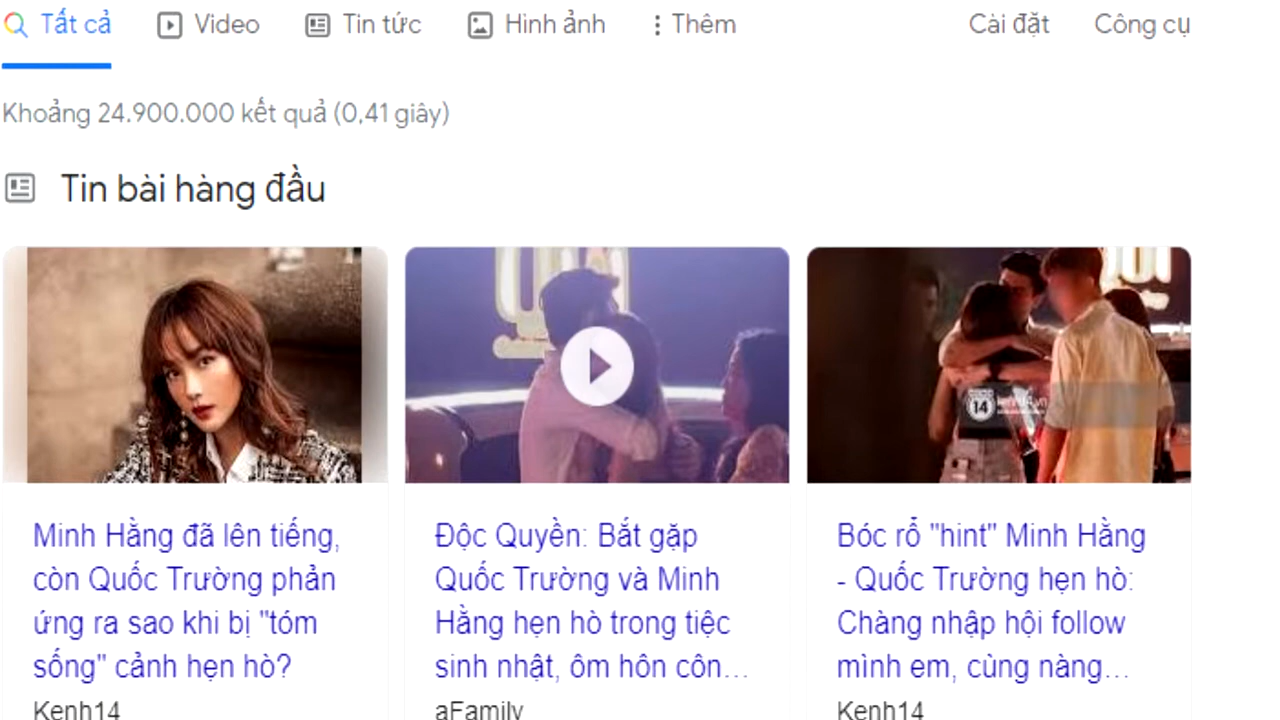 Tất cả
Video
Tin tức
Hình ảnh
Thêm
Cài đặt
Công cụ
Khoảng 24.900.000 kết quả (0,41 giây)
Tin bài hàng đầu
14 kenh14.vn
Minh Hằng đã lên tiếng,
còn Quốc Trường phản
ứng ra sao khi bị "tóm
sống" cảnh hẹn hò?
Kenh14
Độc Quyền: Bắt gặp
Quốc Trường và Minh
Hằng hẹn hò trong tiệc
sinh nhật, ôm hôn côn...
aFamily
Bóc rổ "hint" Minh Hằng
- Quốc Trường hẹn hò:
Chàng nhập hội follow
mình em, cùng nàng...
Kenh14